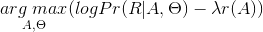 arg max(logPr(R|A, Θ) − λr(A))
A,Θ